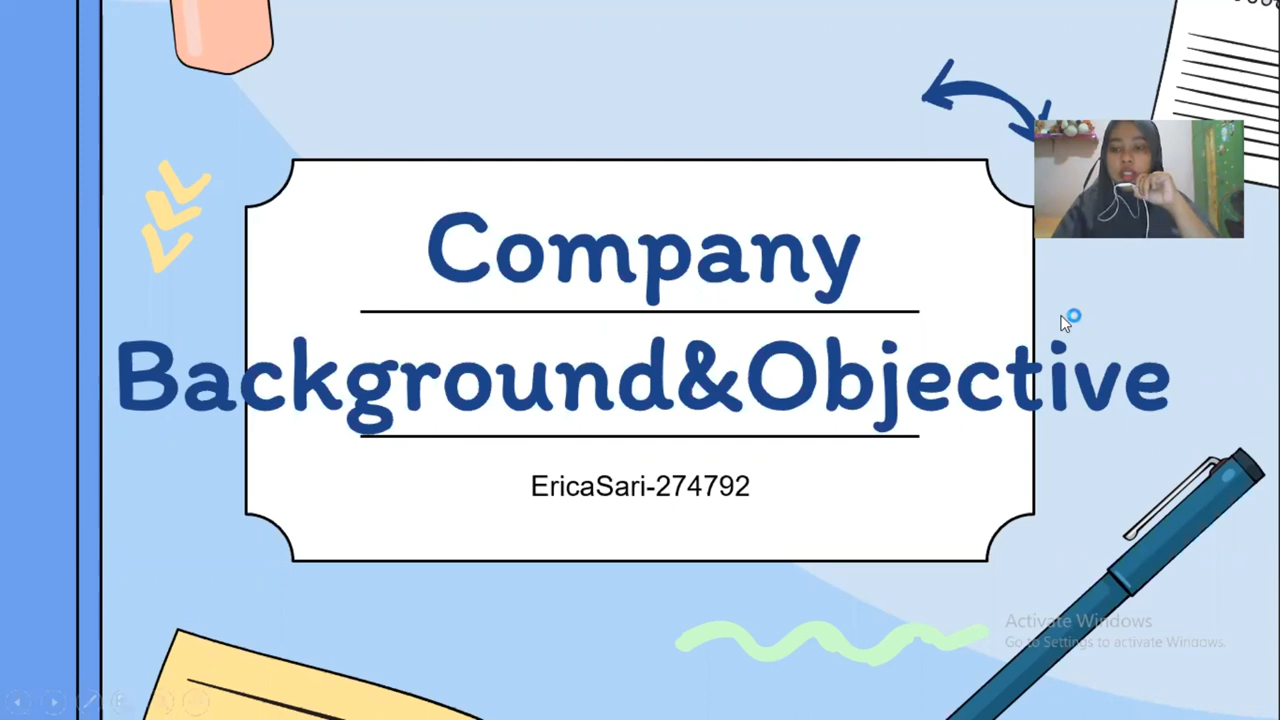 Company
Background&Objective
EricaSari-274792
Activate Windows
Go to Settings to activate Windows.